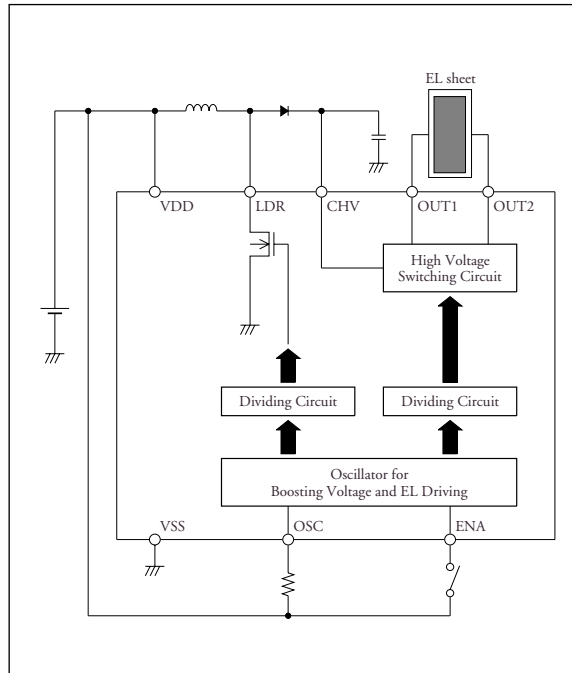 EL sheet
VDD
LDR
CHV
OUT1
OUT2
High Voltage
Switching Circuit
Dividing Circuit
Dividing Circuit
Oscillator for
Boosting Voltage and EL Driving
VSS
OSC
ENA